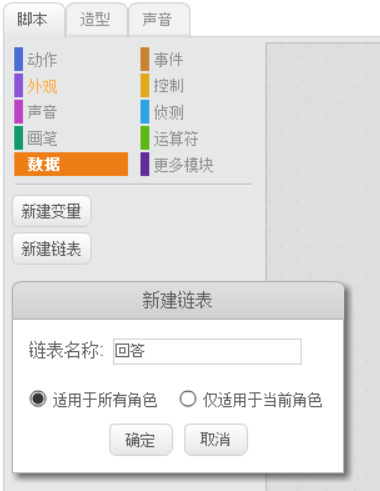 脚本 造型 声音
动作 事件
外观 控制
声音 侦测
画笔 运算符
数据 更多模块
新建变量
新建链表
新建链表
链表名称: 回答
适用于所有角色 仅适用于当前角色
确定 取消